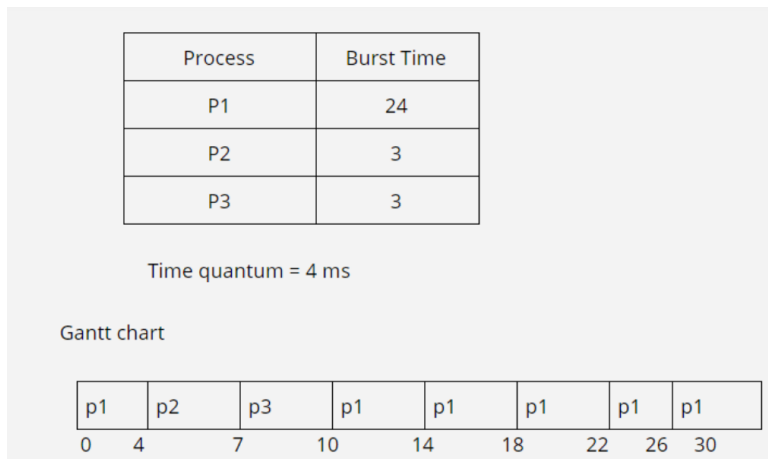 Process Burst Time
P1 24
P2 3
P3 3
Time quantum = 4 ms
Gantt chart
p1 p2 p3 p1 p1 p1 p1 p1
0 4 7 10 14 18 22 26 30